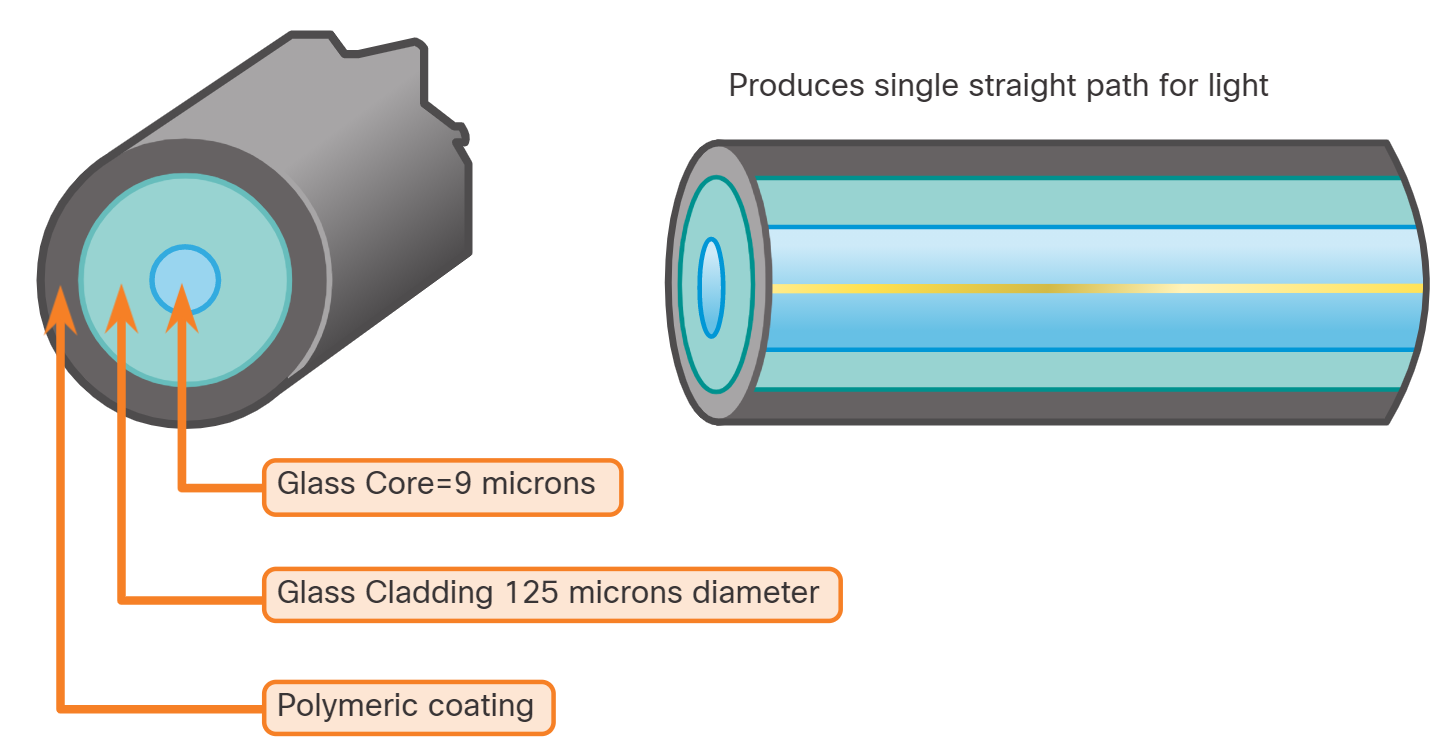 Produces single straight path for light
Glass Core=9 microns
Glass Cladding 125 microns diameter
Polymeric coating